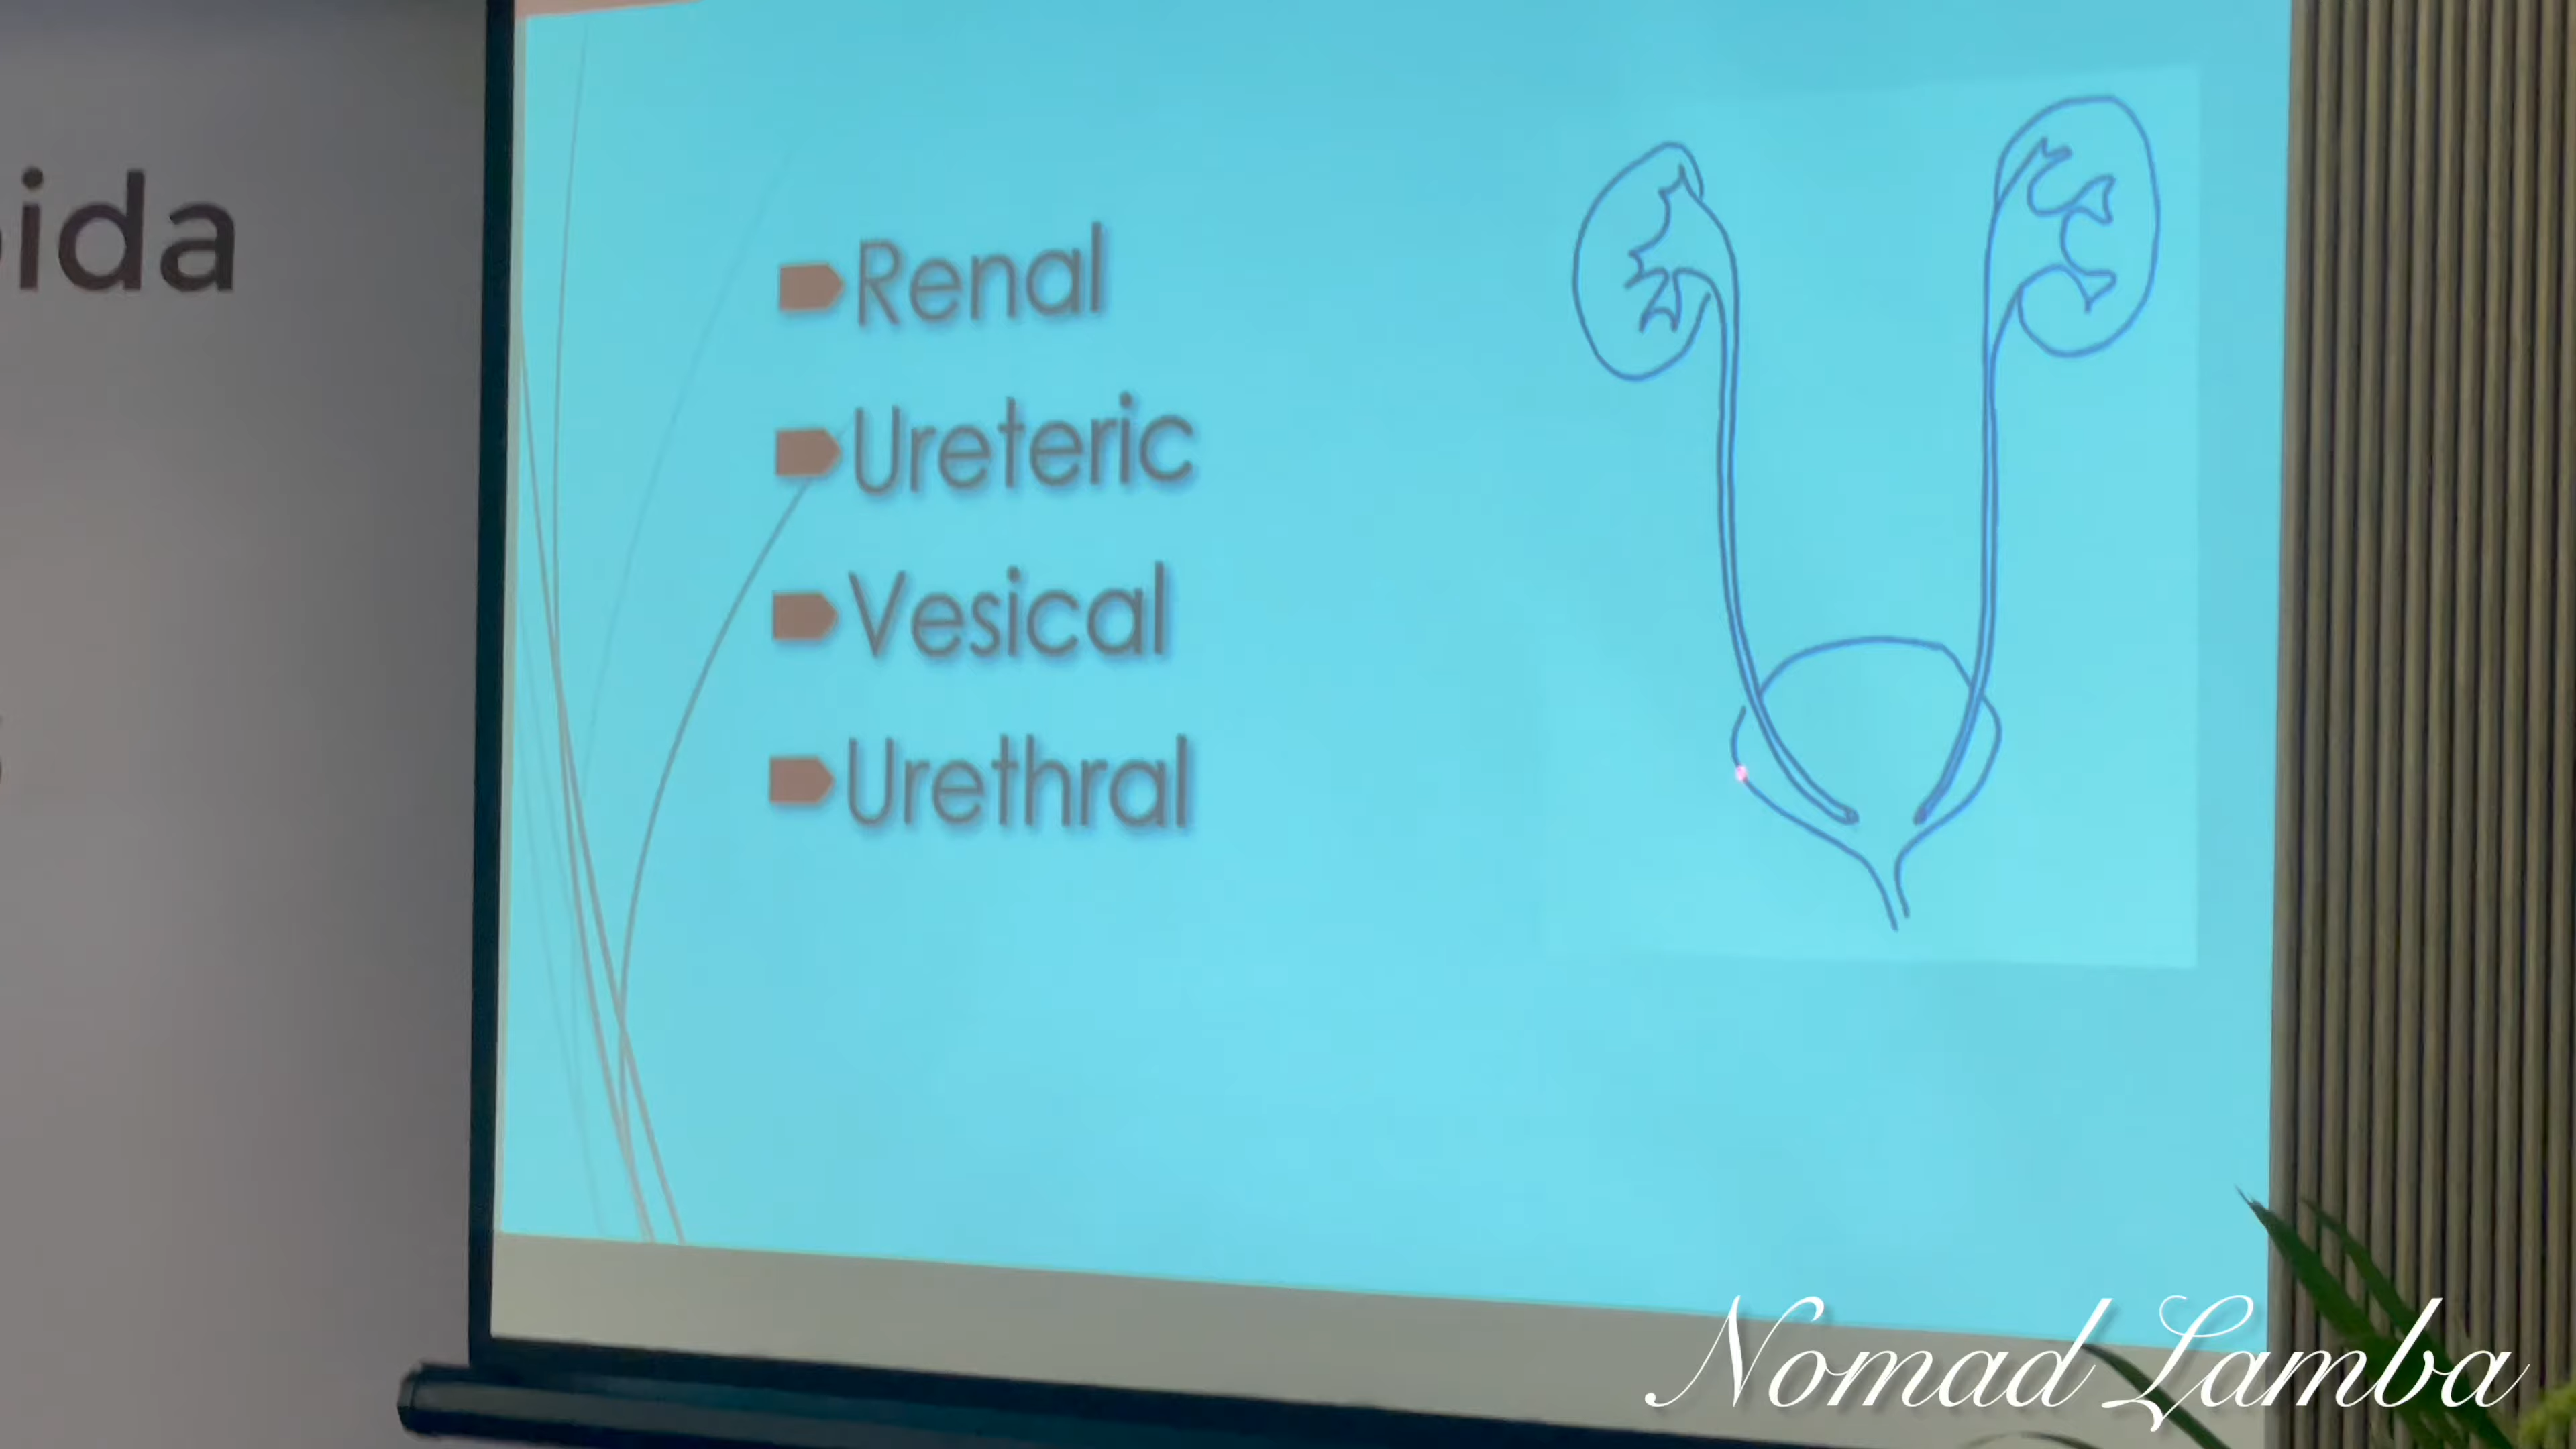 ida
Renal
Ureteric
Vesical
Urethral
Nomad Lamba